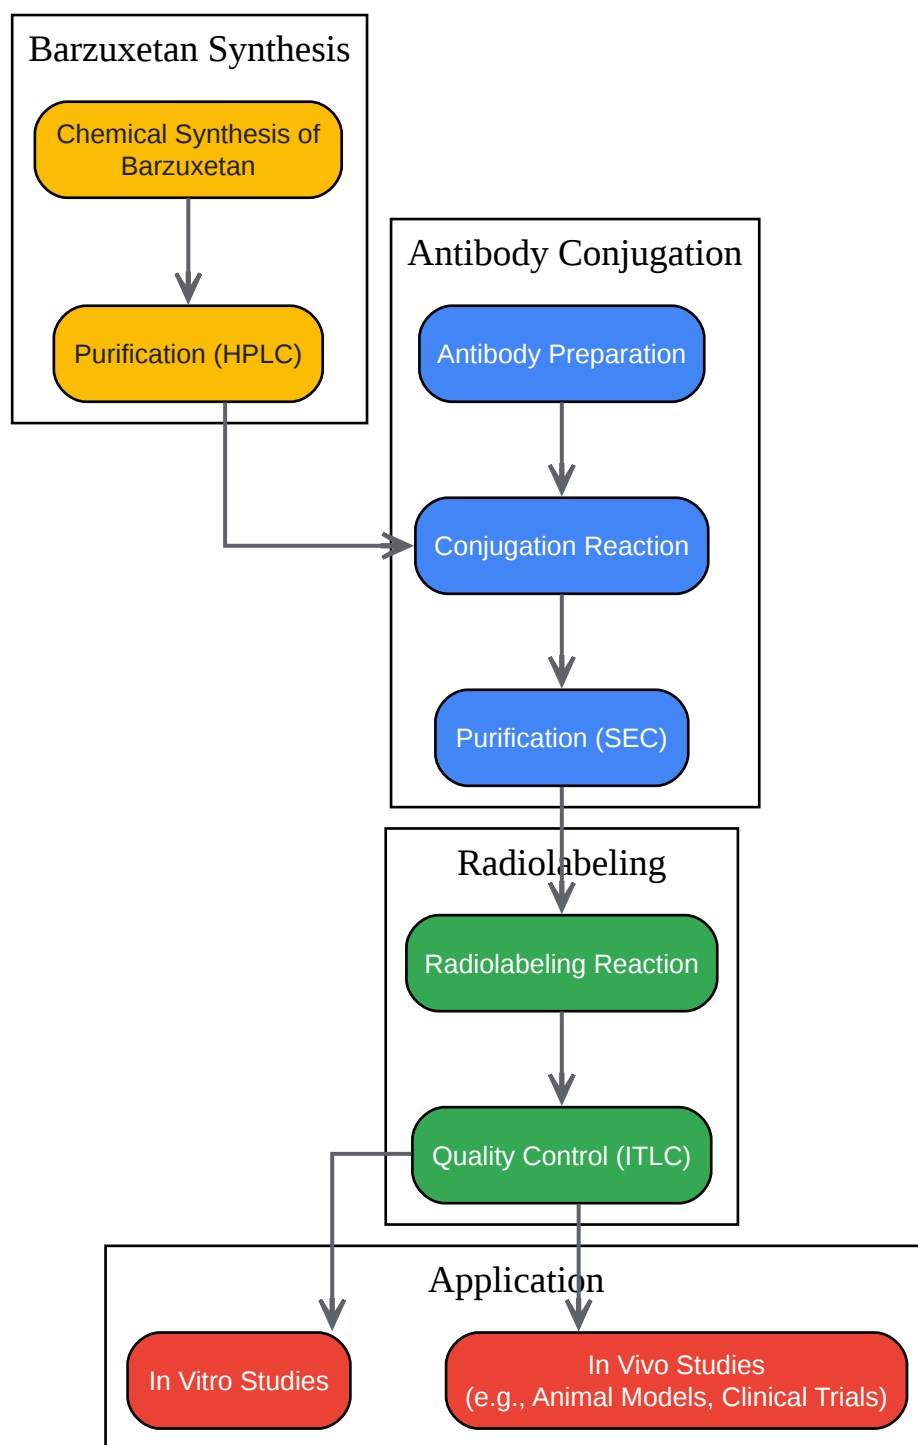 Barzuxetan Synthesis
Chemical Synthesis of
Barzuxetan
Purification (HPLC)
Antibody Conjugation
Antibody Preparation
Conjugation Reaction
Purification (SEC)
Radiolabeling
Radiolabeling Reaction
Quality Control (ITLC)
Application
In Vitro Studies
In Vivo Studies
(e.g., Animal Models, Clinical Trials)